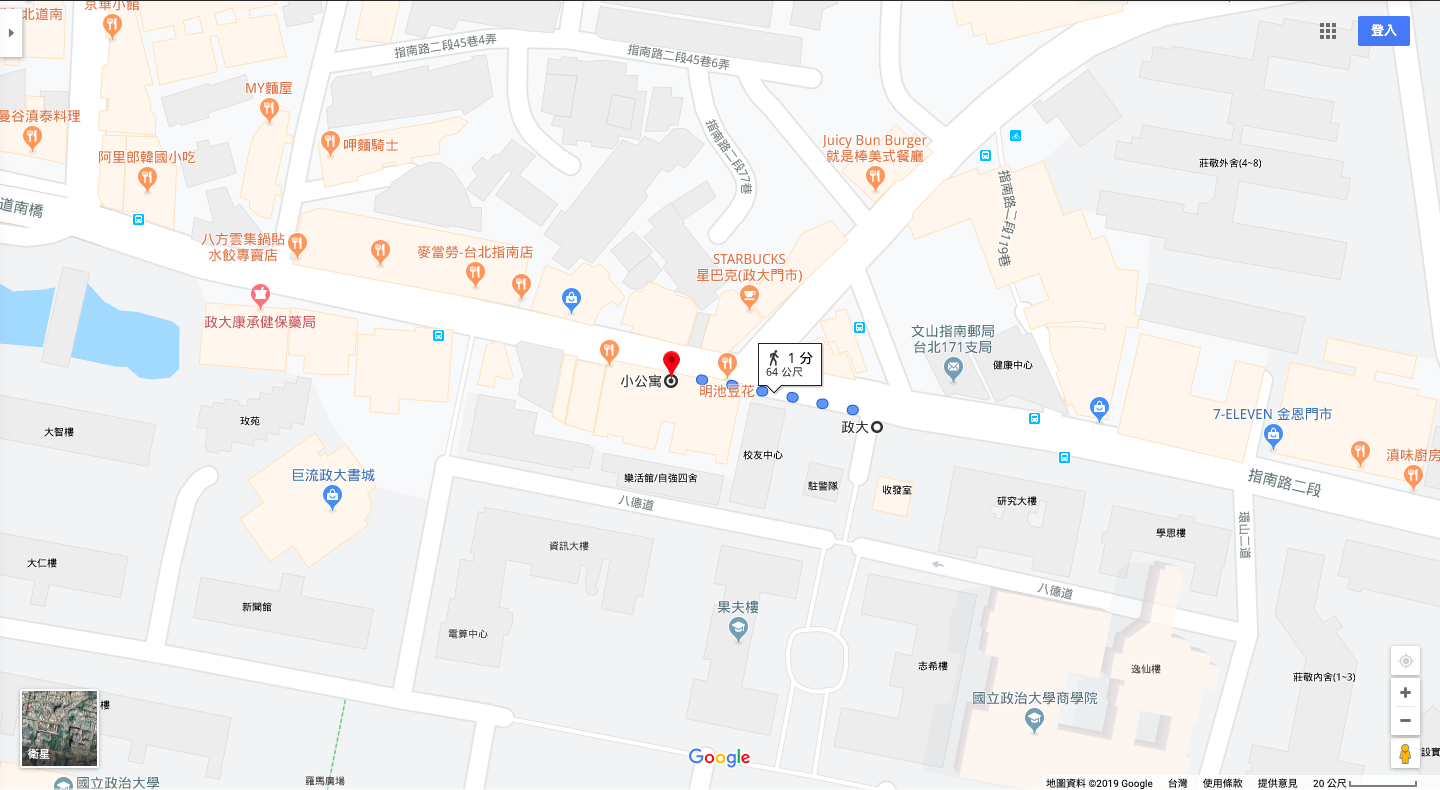 北道南
京華小館
指南路二段45巷4弄
指南路二段45巷6弄
登入
MY麵屋
曼谷滇泰料理
呷麵騎士
阿里郎韓國小吃
指南路二段77巷
Juicy Bun Burger
就是棒美式餐廳
莊敬外舍(4~8)
指南路二段119巷
道南橋
八方雲集鍋貼
水餃專賣店
麥當勞-台北指南店
STARBUCKS
星巴克(政大門市)
政大康承健保藥局
文山指南郵局
台北171支局
健康中心
1 分
64 公尺
小公寓
明池豆花
政大
7-ELEVEN 金恩門市
玫苑
大智樓
校友中心
滇味廚房
巨流政大書城
樂活館/自強四舍
駐警隊
收發室
指南路二段
研究大樓
八德道
環山二道
學思樓
資訊大樓
大仁樓
八德道
新聞館
果夫樓
電算中心
志希樓
逸仙樓
莊敬內舍(1~3)
國立政治大學商學院
樓
衛星
設實
Google
國立政治大學
羅馬廣場
地圖資料 ©2019 Google
台灣
使用條款
提供意見
20 公尺